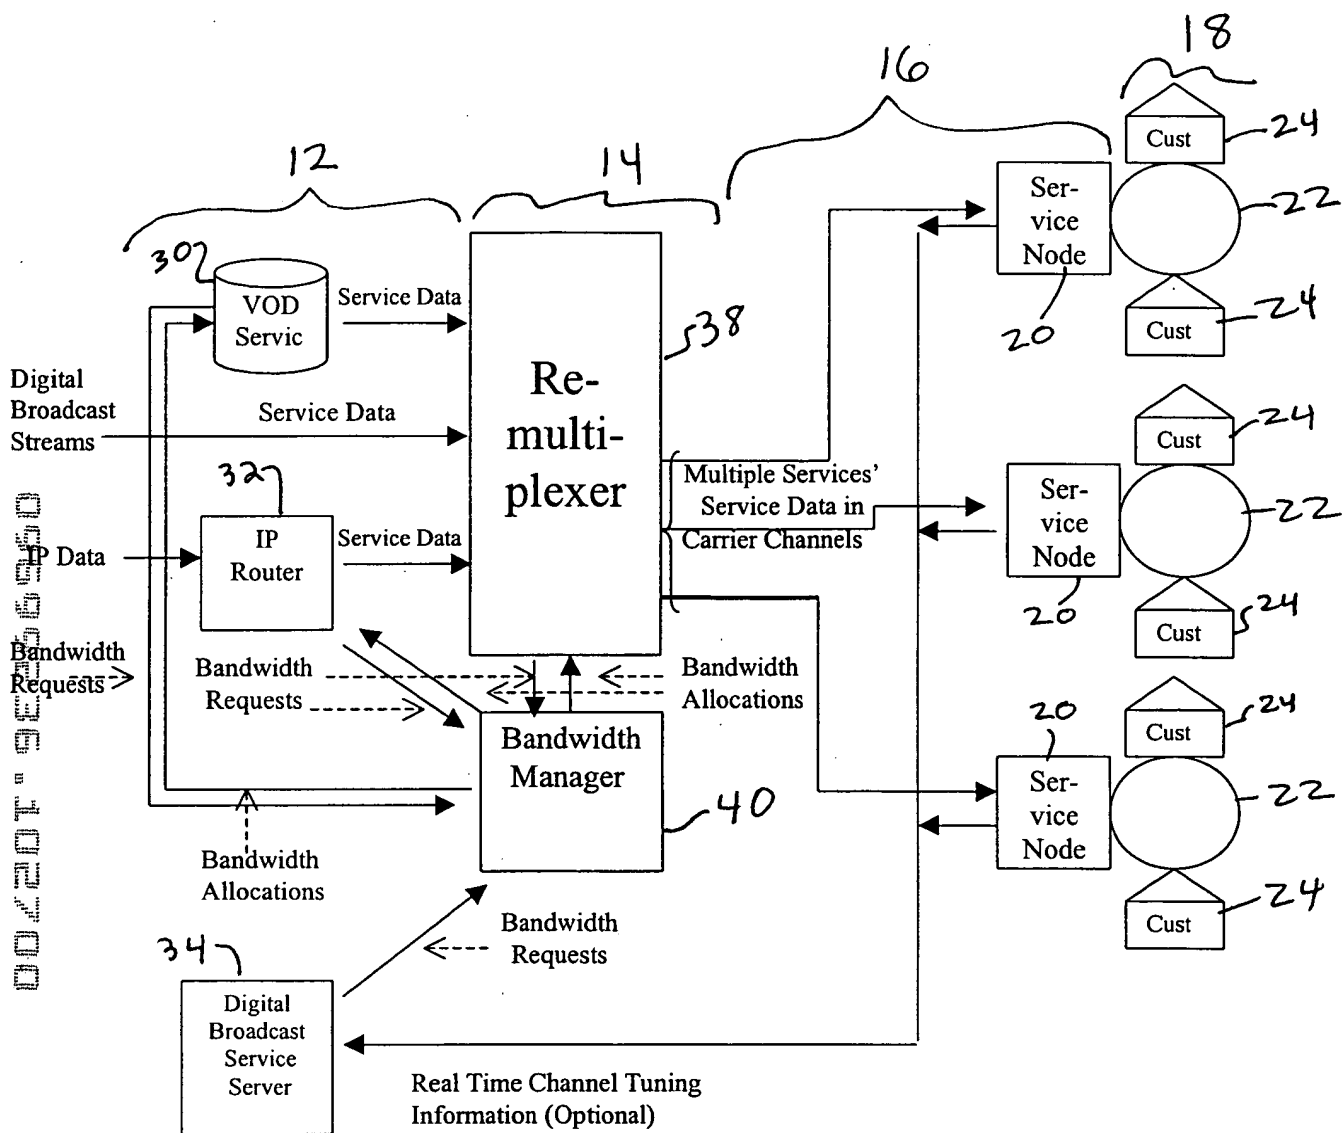 18
16
Cust
24
12
14
Ser-
vice
Node
22
30
VOD
Servic
Service Data
38
20
Cust
24
Digital
Broadcast
Streams
Service Data
Re-
multi-
plexer
Cust
24
32
Multiple Services'
Service Data in
Carrier Channels
Ser-
vice
Node
22
IP Data
IP
Router
Service Data
20
Cust
24
Bandwidth
Requests
Bandwidth
Requests
Bandwidth
Allocations
20
Cust
24
Bandwidth
Manager
40
Ser-
vice
Node
22
Bandwidth
Allocations
Cust
24
34
Bandwidth
Requests
Digital
Broadcast
Service
Server
Real Time Channel Tuning
Information (Optional)